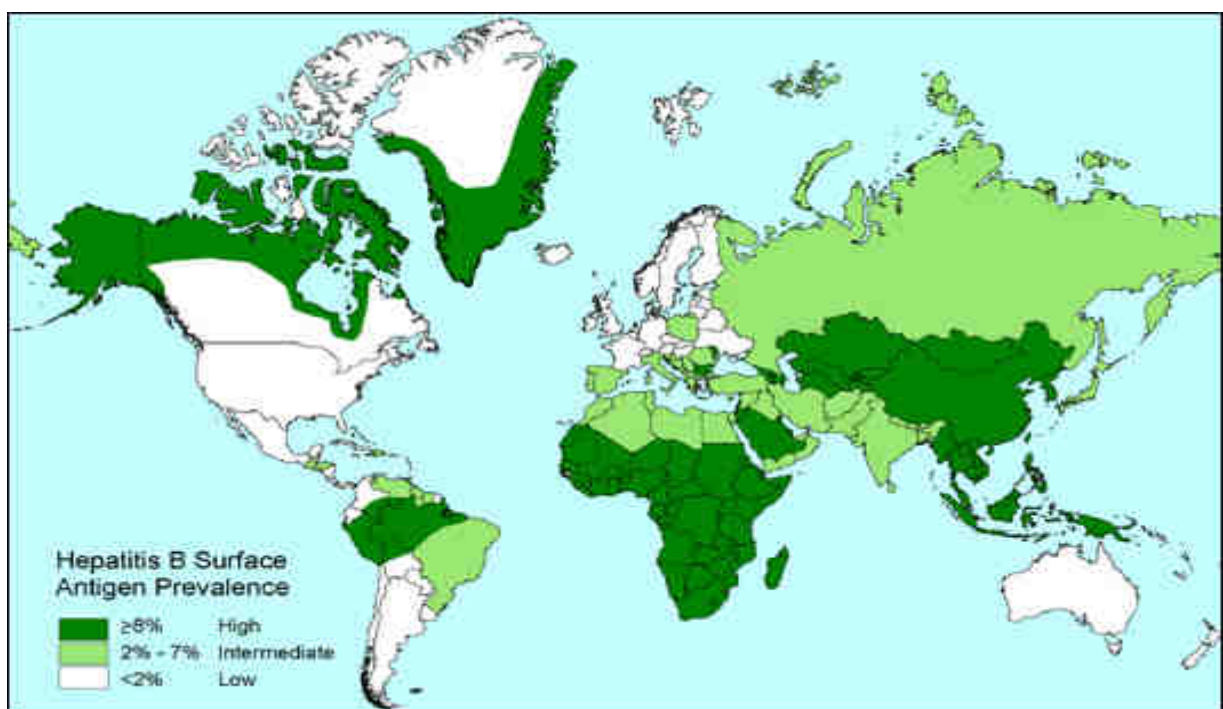 Hepatitis B Surface
Antigen Prevalence
≥8% High
2% - 7% Intermediate
<2% Low